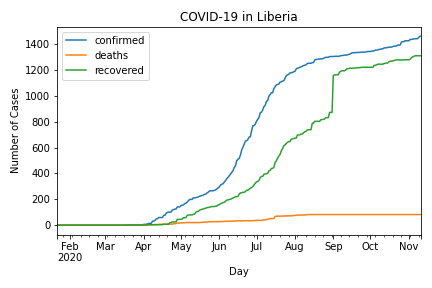 COVID-19 in Liberia
confirmed
deaths
recovered
Number of Cases
1400
1200
1000
800
600
400
200
0
Feb Mar Apr May Jun Jul Aug Sep Oct Nov
2020
Day